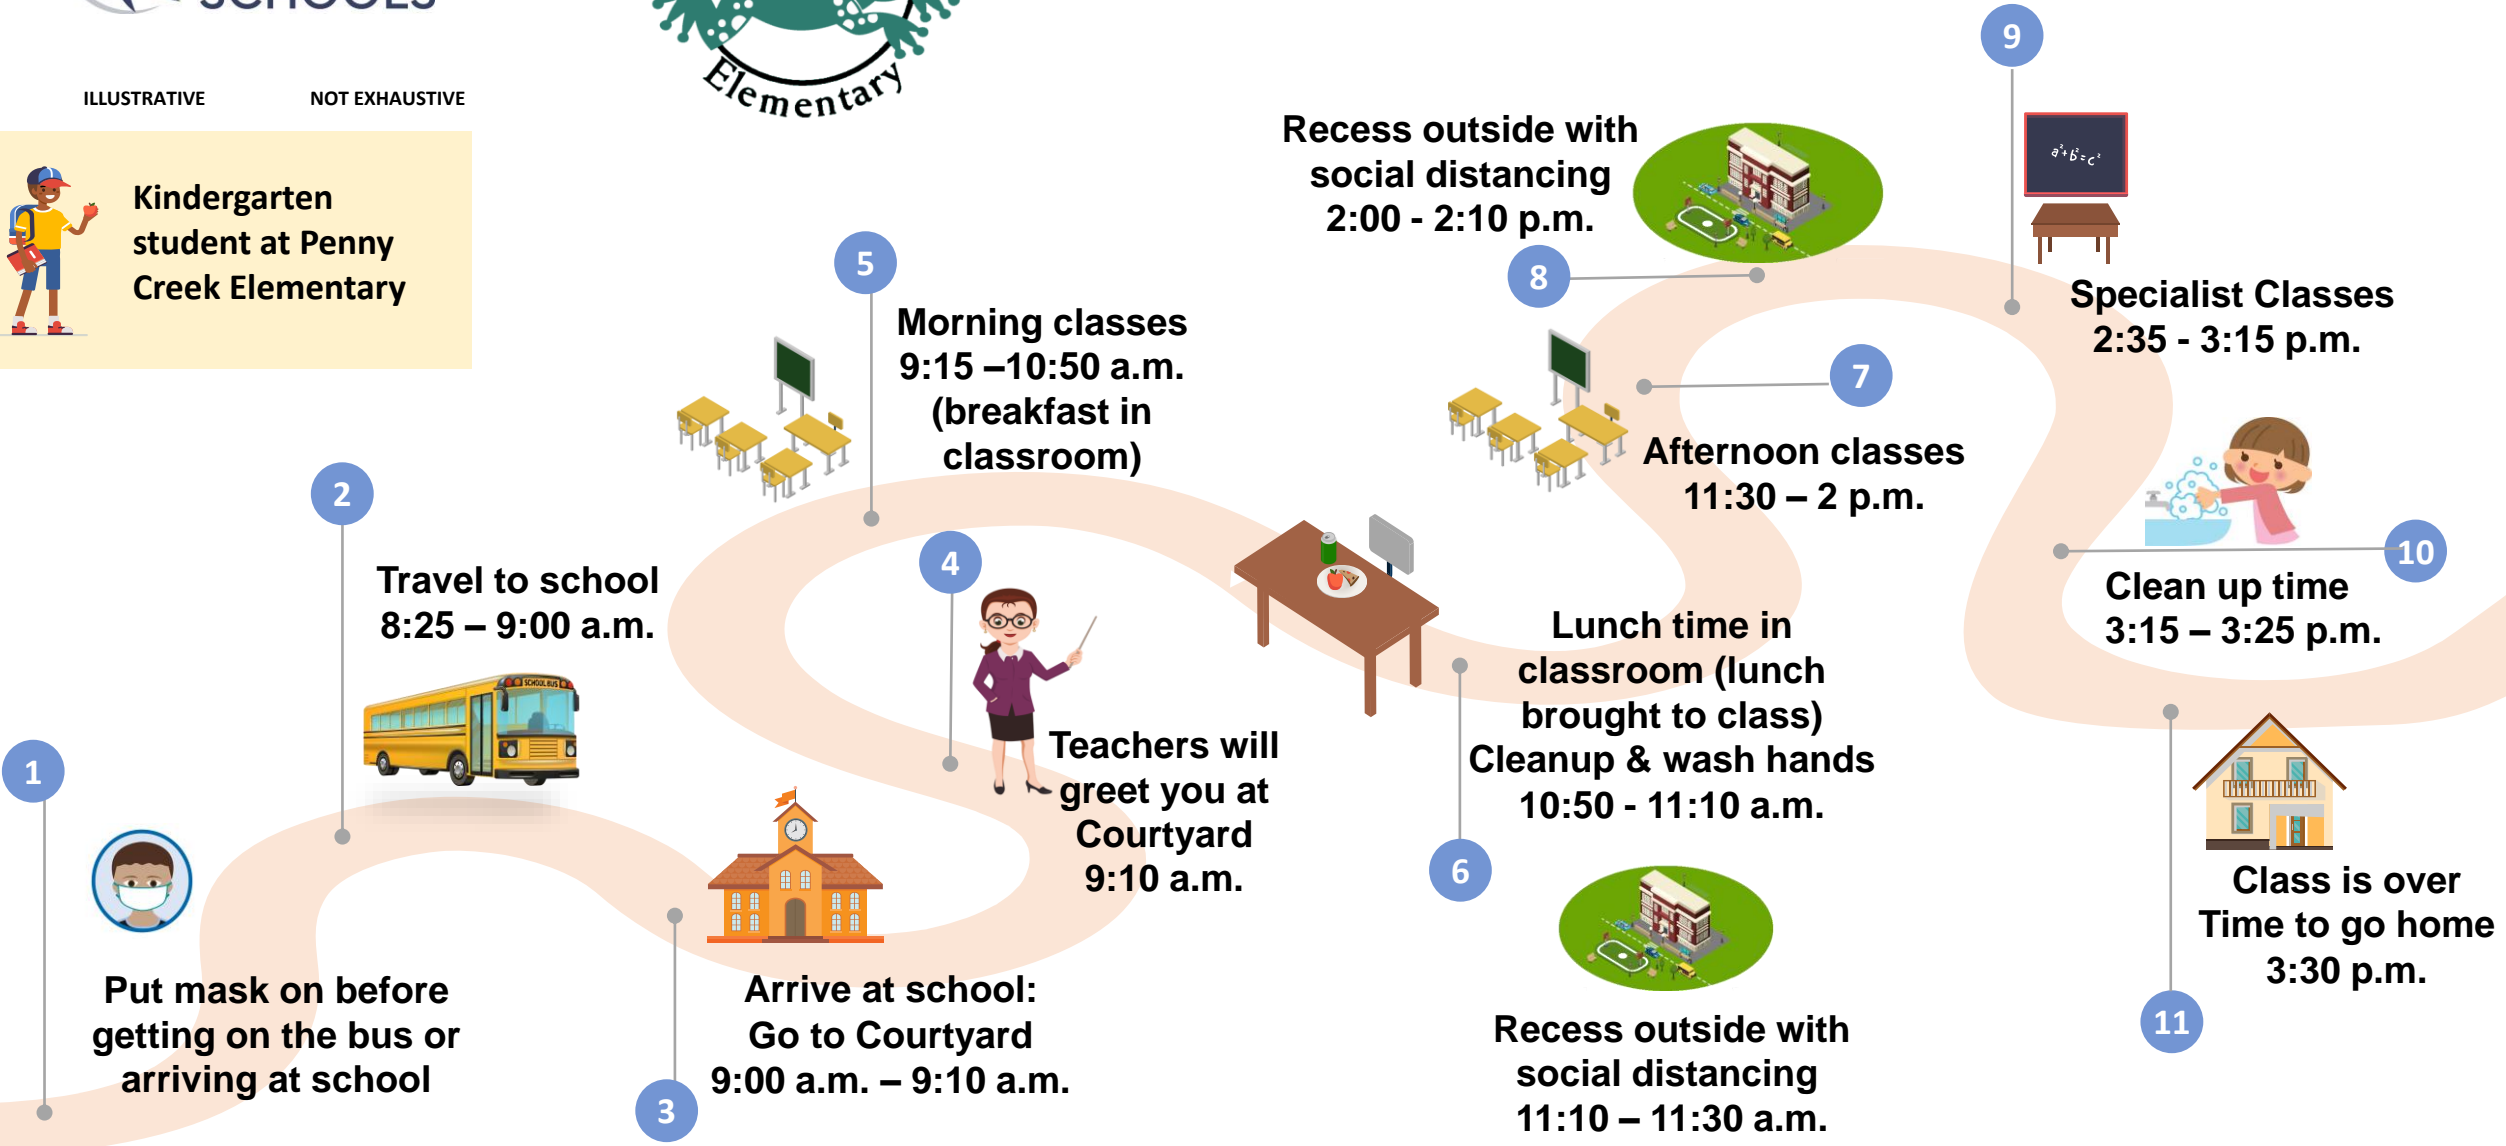 SCHOOLS
Elementary
ILLUSTRATIVE NOT EXHAUSTIVE
Kindergarten
student at Penny
Creek Elementary
1
Put mask on before
getting on the bus or
arriving at school
2
Travel to school
8:25 – 9:00 a.m.
SCHOOL BUS
3
Arrive at school:
Go to Courtyard
9:00 a.m. – 9:10 a.m.
4
Teachers will
greet you at
Courtyard
9:10 a.m.
5
Morning classes
9:15 –10:50 a.m.
(breakfast in
classroom)
6
Lunch time in
classroom (lunch
brought to class)
Cleanup & wash hands
10:50 - 11:10 a.m.
Recess outside with
social distancing
11:10 – 11:30 a.m.
7
Afternoon classes
11:30 – 2 p.m.
8
Recess outside with
social distancing
2:00 - 2:10 p.m.
9
a²+b²=c²
Specialist Classes
2:35 - 3:15 p.m.
10
Clean up time
3:15 – 3:25 p.m.
11
Class is over
Time to go home
3:30 p.m.